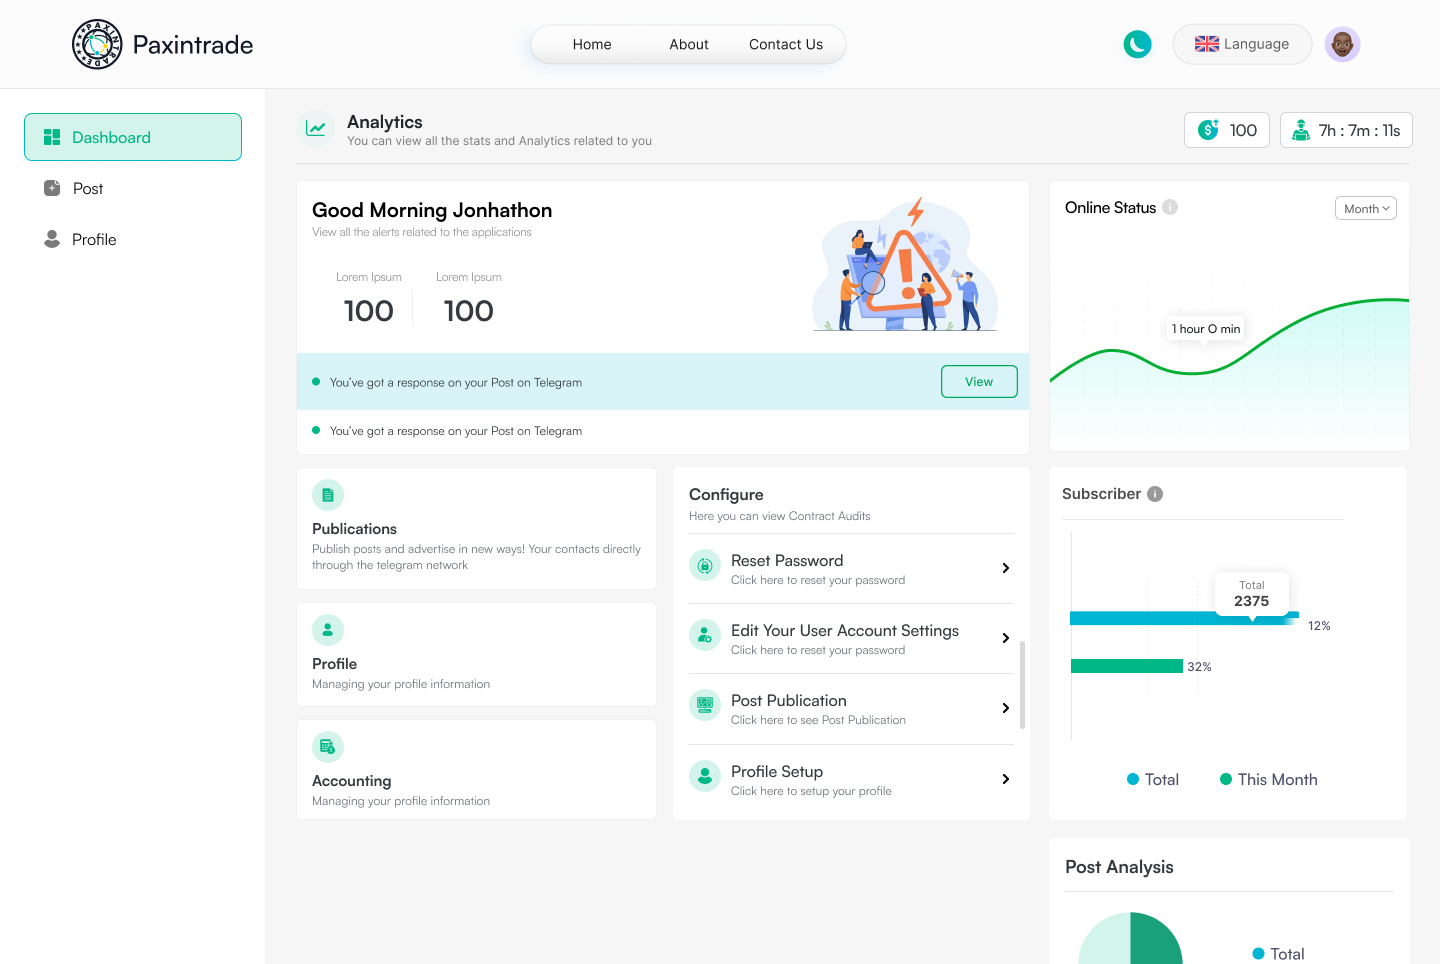 PAXINTRADE
Paxintrade
Home
About
Contact Us
Language
Dashboard
Post
Profile
Analytics
You can view all the stats and Analytics related to you
100
7h : 7m : 11s
Good Morning Jonhathon
View all the alerts related to the applications
Lorem Ipsum
100
Lorem Ipsum
100
You've got a response on your Post on Telegram
View
You've got a response on your Post on Telegram
Online Status
Month
1 hour 0 min
Publications
Publish posts and advertise in new ways! Your contacts directly
through the telegram network
Profile
Managing your profile information
Accounting
Managing your profile information
Configure
Here you can view Contract Audits
Reset Password
Click here to reset your password
Edit Your User Account Settings
Click here to reset your password
Post Publication
Click here to see Post Publication
Profile Setup
Click here to setup your profile
Subscriber
Total
2375
12%
32%
Total
This Month
Post Analysis
Total